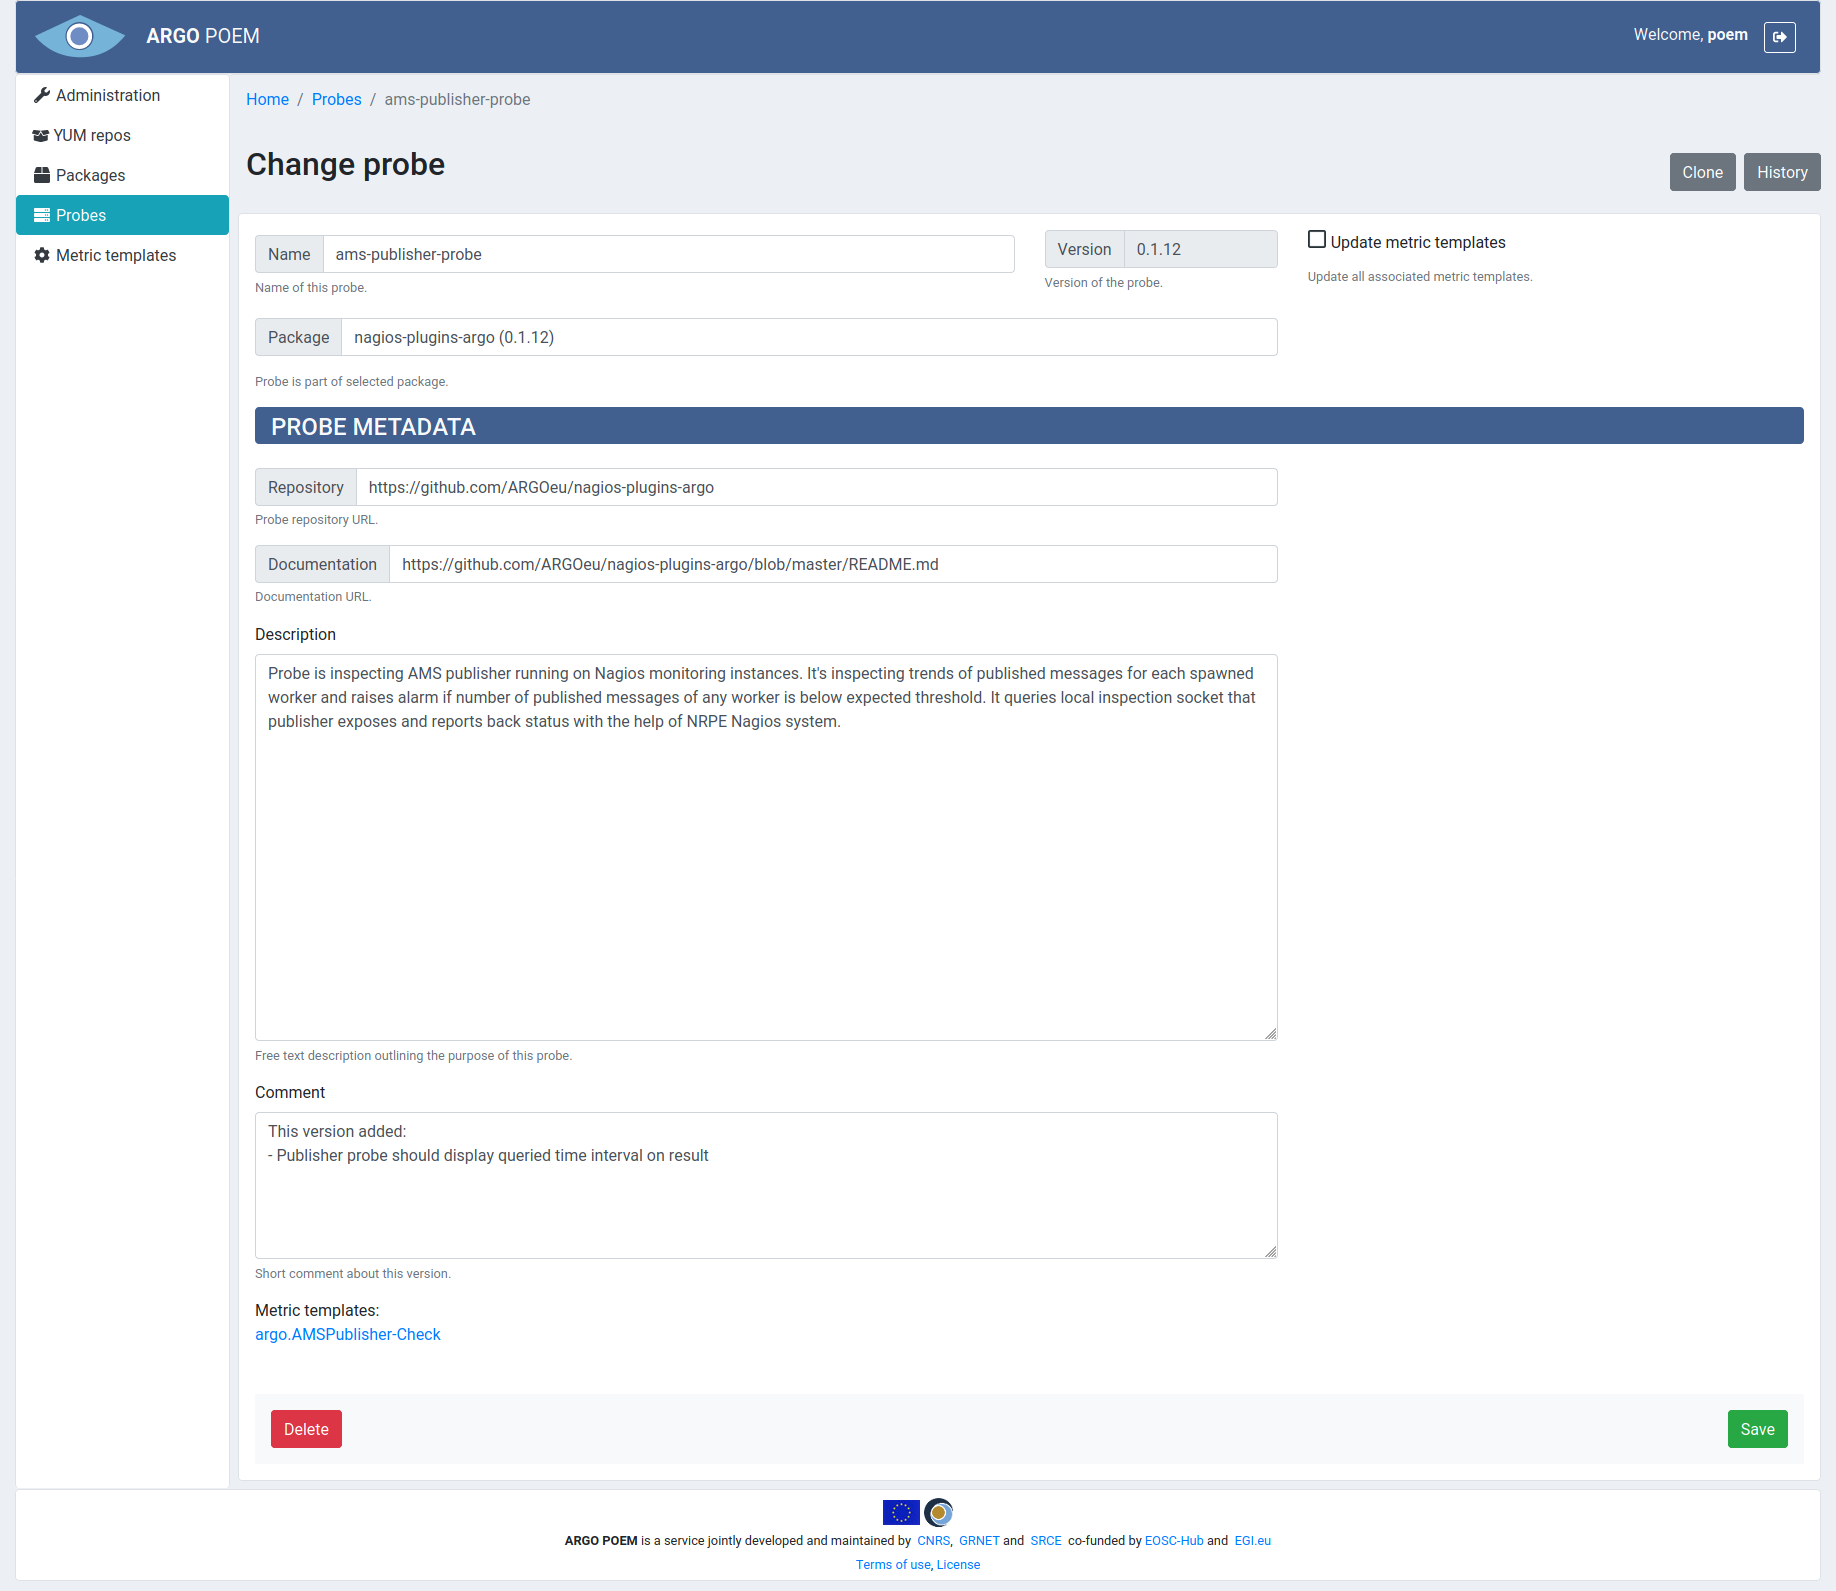 ARGO POEM
Welcome, poem
Administration
YUM repos
Packages
Probes
Metric templates
Home / Probes / ams-publisher-probe
Change probe
Clone
History
Name ams-publisher-probe
Name of this probe.
Version 0.1.12
Version of the probe.
Update metric templates
Update all associated metric templates.
Package nagios-plugins-argo (0.1.12)
Probe is part of selected package.
PROBE METADATA
Repository https://github.com/ARGOeu/nagios-plugins-argo
Probe repository URL.
Documentation https://github.com/ARGOeu/nagios-plugins-argo/blob/master/README.md
Documentation URL.
Description
Probe is inspecting AMS publisher running on Nagios monitoring instances. It's inspecting trends of published messages for each spawned
worker and raises alarm if number of published messages of any worker is below expected threshold. It queries local inspection socket that
publisher exposes and reports back status with the help of NRPE Nagios system.
Free text description outlining the purpose of this probe.
Comment
This version added:
- Publisher probe should display queried time interval on result
Short comment about this version.
Metric templates:
argo.AMSPublisher-Check
Delete
Save
ARGO POEM is a service jointly developed and maintained by CNRS, GRNET and SRCE co-funded by EOSC-Hub and EGI.eu
Terms of use, License